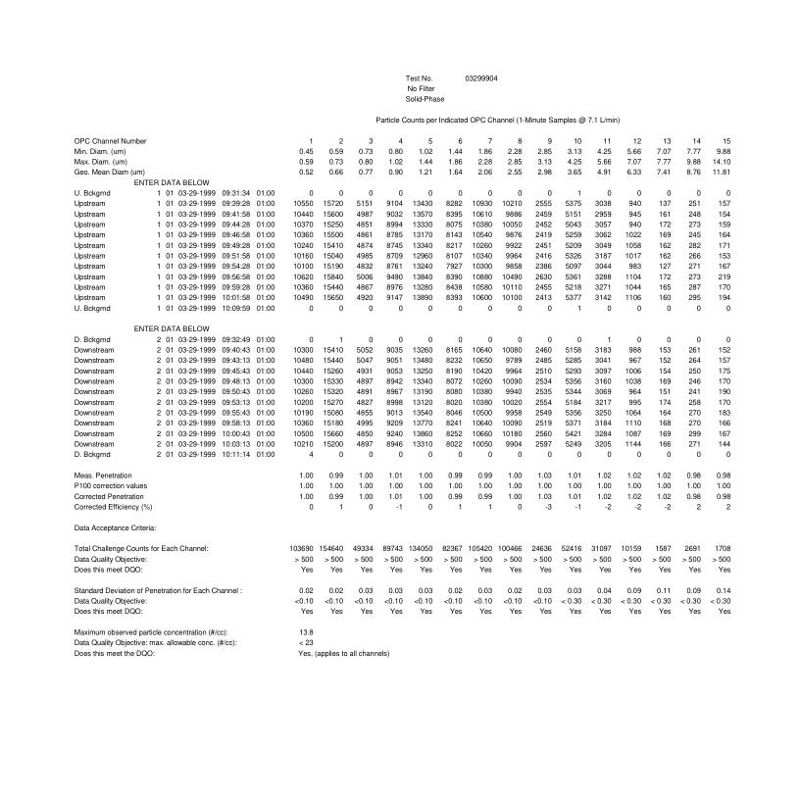 Test No. 03299904
No Filter
Solid-Phase
Particle Counts per Indicated OPC Channel (1-Minute Samples @ 7.1 L/min)
OPC Channel Number 1 2 3 4 5 6 7 8 9 10 11 12 13 14 15
Min. Diam. (um) 0.45 0.59 0.73 0.80 1.02 1.44 1.86 2.28 2.85 3.13 4.25 5.66 7.07 7.77 9.88
Max. Diam. (um) 0.59 0.73 0.80 1.02 1.44 1.86 2.28 2.85 3.13 4.25 5.66 7.07 7.77 9.88 14.10
Geo. Mean Diam (um) 0.52 0.66 0.77 0.90 1.21 1.64 2.06 2.55 2.98 3.65 4.91 6.33 7.41 8.76 11.81
ENTER DATA BELOW
U. Bckgrnd 1 01 03-29-1999 09:31:34 01:00 0 0 0 0 0 0 0 0 0 1 0 0 0 0 0
Upstream 1 01 03-29-1999 09:39:28 01:00 10550 15720 5151 9104 13430 8282 10930 10210 2555 5375 3038 940 137 251 157
Upstream 1 01 03-29-1999 09:41:58 01:00 10440 15600 4987 9032 13570 8395 10610 9886 2459 5151 2959 945 161 248 154
Upstream 1 01 03-29-1999 09:44:28 01:00 10370 15250 4851 8994 13330 8075 10380 10050 2452 5043 3057 940 172 273 159
Upstream 1 01 03-29-1999 09:46:58 01:00 10360 15500 4861 8785 13170 8143 10540 9876 2419 5259 3062 1022 169 245 164
Upstream 1 01 03-29-1999 09:49:28 01:00 10240 15410 4874 8745 13340 8217 10260 9922 2451 5209 3049 1058 162 282 171
Upstream 1 01 03-29-1999 09:51:58 01:00 10160 15040 4985 8709 12960 8107 10340 9964 2416 5326 3187 1017 162 266 153
Upstream 1 01 03-29-1999 09:54:28 01:00 10100 15190 4832 8761 13240 7927 10300 9858 2386 5097 3044 983 127 271 167
Upstream 1 01 03-29-1999 09:56:58 01:00 10620 15840 5006 9490 13840 8390 10880 10490 2630 5361 3288 1104 172 273 219
Upstream 1 01 03-29-1999 09:59:28 01:00 10360 15440 4867 8976 13280 8438 10580 10110 2455 5218 3271 1044 165 287 170
Upstream 1 01 03-29-1999 10:01:58 01:00 10490 15650 4920 9147 13890 8393 10600 10100 2413 5377 3142 1106 160 295 194
U. Bckgrnd 1 01 03-29-1999 10:09:59 01:00 0 0 0 0 0 0 0 0 0 1 0 0 0 0 0
ENTER DATA BELOW
D. Bckgrnd 2 01 03-29-1999 09:32:49 01:00 0 1 0 0 0 0 0 0 0 0 1 0 0 0 0
Downstream 2 01 03-29-1999 09:40:43 01:00 10300 15410 5052 9035 13260 8165 10640 10080 2460 5158 3183 988 153 261 152
Downstream 2 01 03-29-1999 09:43:13 01:00 10480 15440 5047 9051 13480 8232 10650 9789 2485 5285 3041 967 152 264 157
Downstream 2 01 03-29-1999 09:45:43 01:00 10440 15260 4931 9053 13250 8190 10420 9964 2510 5293 3097 1006 154 250 175
Downstream 2 01 03-29-1999 09:48:13 01:00 10300 15330 4897 8942 13340 8072 10260 10090 2534 5356 3160 1038 169 246 170
Downstream 2 01 03-29-1999 09:50:43 01:00 10260 15320 4891 8967 13190 8080 10380 9940 2535 5344 3069 964 151 241 190
Downstream 2 01 03-29-1999 09:53:13 01:00 10200 15270 4827 8998 13120 8020 10380 10020 2554 5184 3217 995 174 258 170
Downstream 2 01 03-29-1999 09:55:43 01:00 10190 15080 4855 9013 13540 8046 10500 9958 2549 5356 3250 1064 164 270 183
Downstream 2 01 03-29-1999 09:58:13 01:00 10360 15180 4995 9209 13770 8241 10640 10090 2519 5371 3184 1110 168 270 166
Downstream 2 01 03-29-1999 10:00:43 01:00 10500 15660 4850 9240 13860 8252 10660 10180 2560 5421 3284 1087 169 299 167
Downstream 2 01 03-29-1999 10:03:13 01:00 10210 15200 4897 8946 13310 8022 10050 9904 2597 5249 3205 1144 166 271 144
D. Bckgrnd 2 01 03-29-1999 10:11:14 01:00 4 0 0 0 0 0 0 0 0 0 0 0 0 0 0
Meas. Penetration 1.00 0.99 1.00 1.01 1.00 0.99 0.99 1.00 1.03 1.01 1.02 1.02 1.02 0.98 0.98
P100 correction values 1.00 1.00 1.00 1.00 1.00 1.00 1.00 1.00 1.00 1.00 1.00 1.00 1.00 1.00 1.00
Corrected Penetration 1.00 0.99 1.00 1.01 1.00 0.99 0.99 1.00 1.03 1.01 1.02 1.02 1.02 0.98 0.98
Corrected Efficiency (%) 0 1 0 -1 0 1 1 0 -3 -1 -2 -2 -2 2 2
Data Acceptance Criteria:
Total Challenge Counts for Each Channel: 103690 154640 49334 89743 134050 82367 105420 100466 24636 52416 31097 10159 1587 2691 1708
Data Quality Objective: > 500 > 500 > 500 > 500 > 500 > 500 > 500 > 500 > 500 > 500 > 500 > 500 > 500 > 500 > 500
Does this meet DQO: Yes Yes Yes Yes Yes Yes Yes Yes Yes Yes Yes Yes Yes Yes Yes
Standard Deviation of Penetration for Each Channel : 0.02 0.02 0.03 0.03 0.03 0.02 0.03 0.02 0.03 0.03 0.04 0.09 0.11 0.09 0.14
Data Quality Objective: <0.10 <0.10 <0.10 <0.10 <0.10 <0.10 <0.10 <0.10 <0.10 < 0.30 < 0.30 < 0.30 < 0.30 < 0.30 < 0.30
Does this meet DQO: Yes Yes Yes Yes Yes Yes Yes Yes Yes Yes Yes Yes Yes Yes Yes
Maximum observed particle concentration (#/cc): 13.8
Data Quality Objective: max. allowable conc. (#/cc): < 23
Does this meet the DQO: Yes, (applies to all channels)